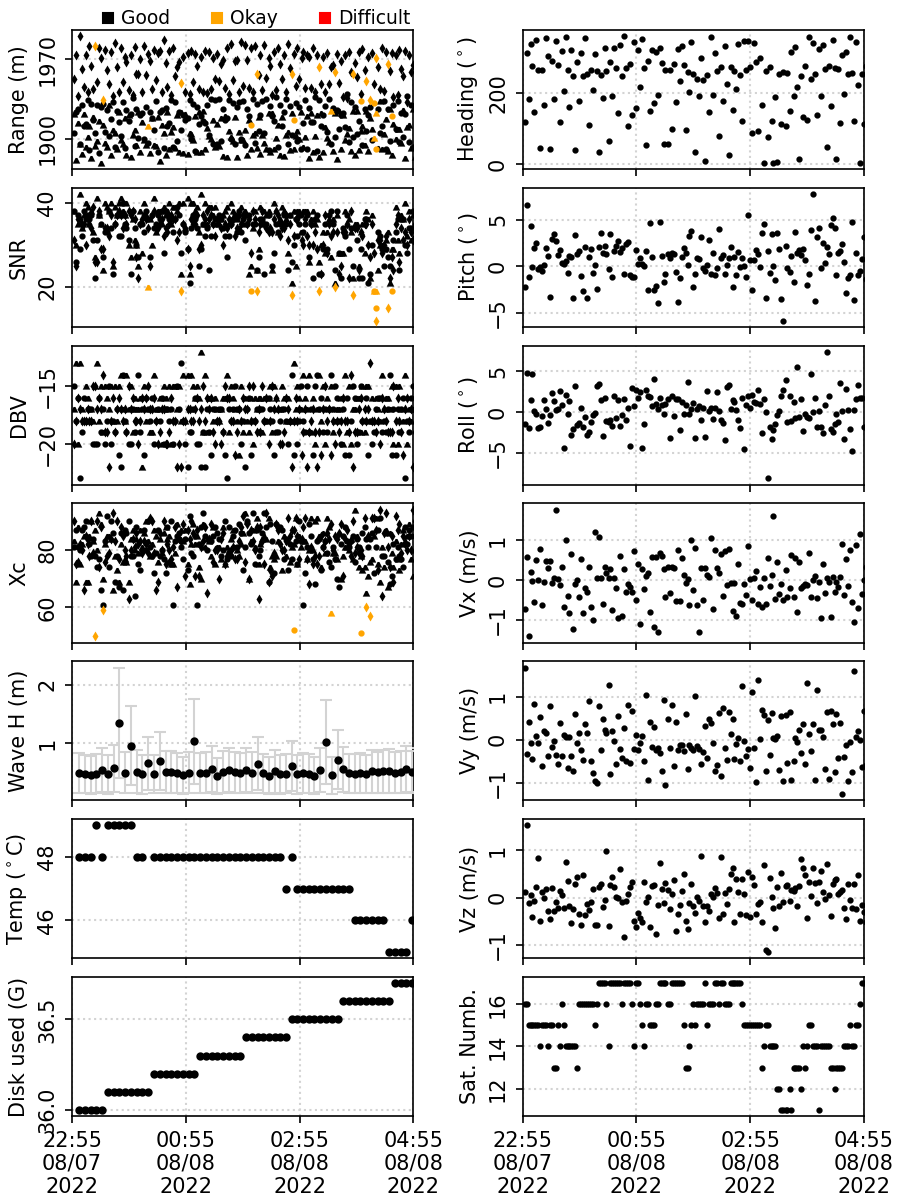 Good Okay Difficult
Range (m) 1970 1900
Heading (°) 200 0
SNR 40 20
Pitch (°) 5 0 −5
DBV −15 −20
Roll (°) 5 0 −5
Xc 80 60
Vx (m/s) 1 0 −1
Wave H (m) 2 1
Vy (m/s) 1 0 −1
Temp (°C) 48 46
Vz (m/s) 1 0 −1
Disk used (G) 36.5 36.0
Sat. Numb. 16 14 12
22:55 00:55 02:55 04:55 22:55 00:55 02:55 04:55
08/07 08/08 08/08 08/08 08/07 08/08 08/08 08/08
2022 2022 2022 2022 2022 2022 2022 2022